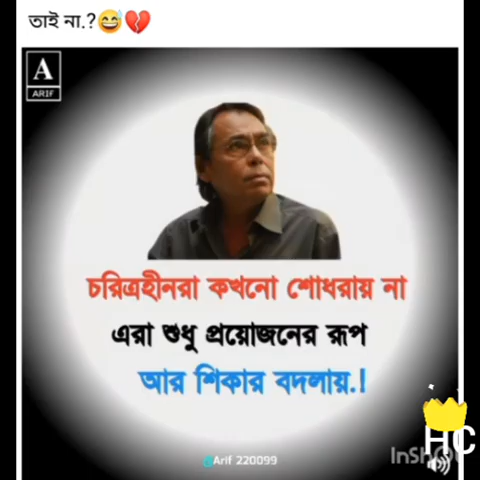 তাই না.?😅💔
A
ARIF
চরিত্রহীনরা কখনো শোধরায় না
এরা শুধু প্রয়োজনের রূপ
আর শিকার বদলায়.!
Arif 220099
HC